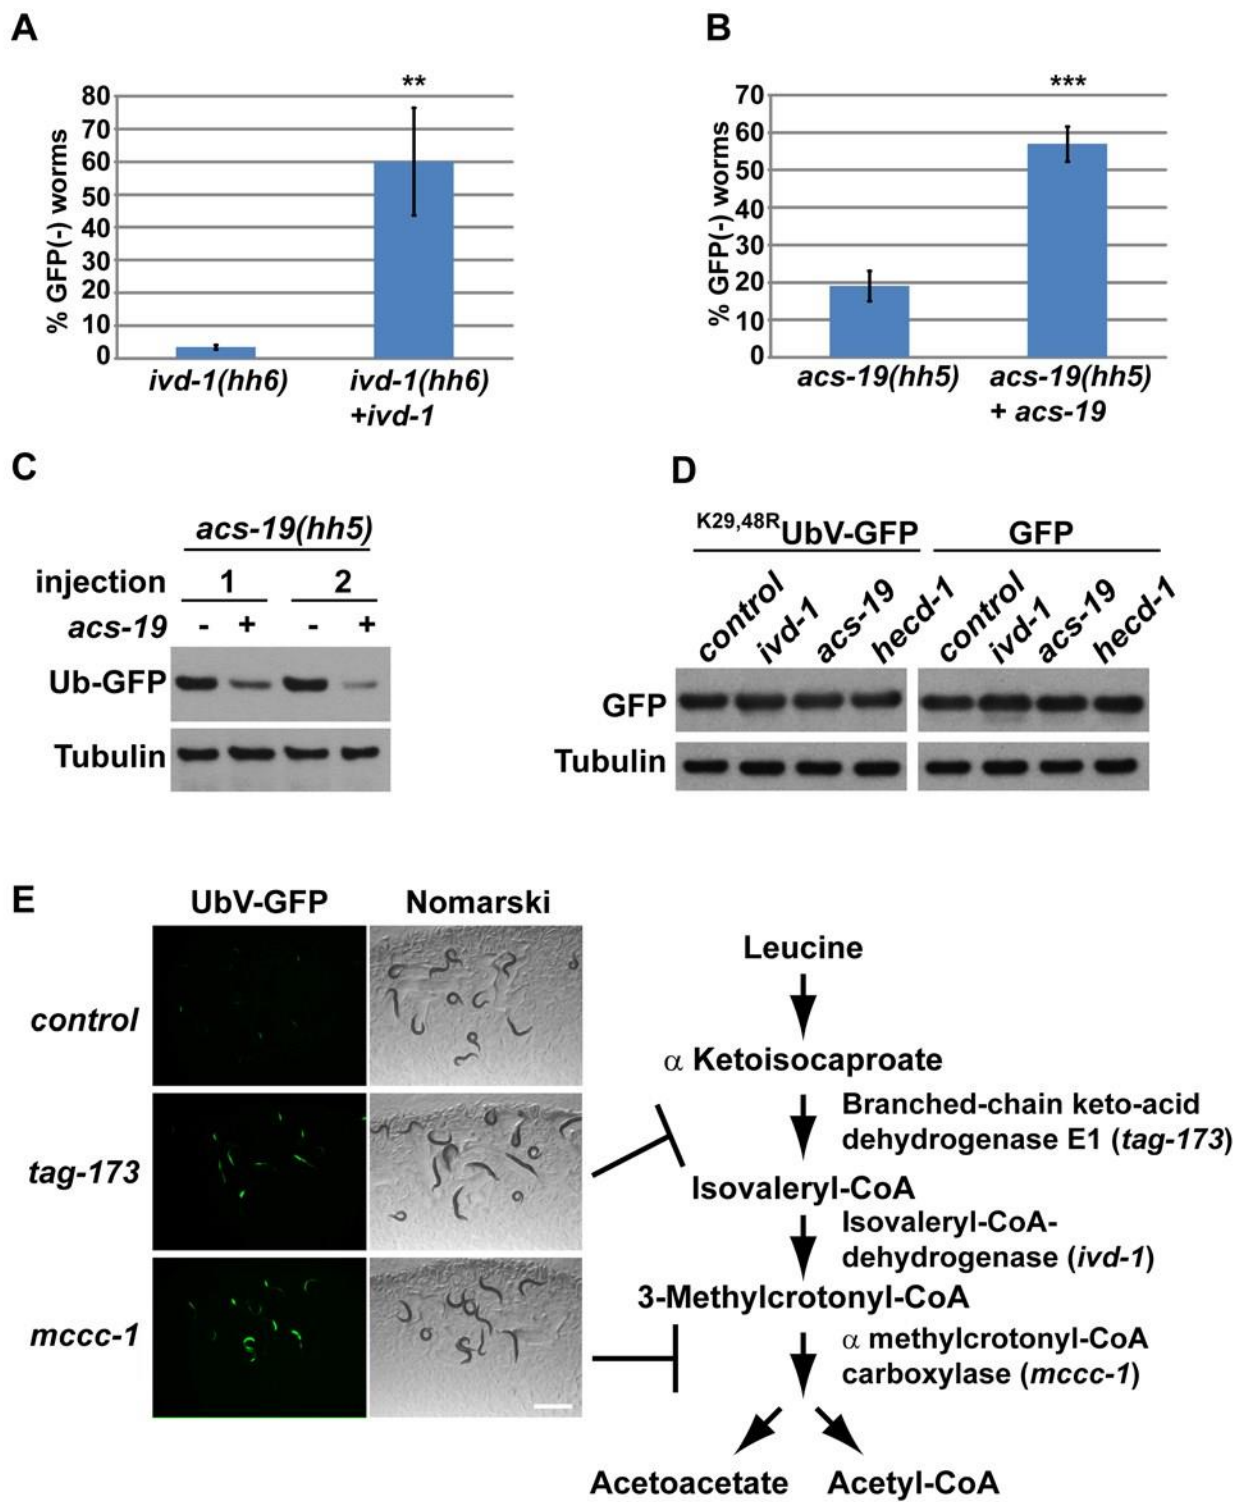 A
**
% GFP(-) worms
80
70
60
50
40
30
20
10
0
ivd-1(hh6)
ivd-1(hh6)
+ivd-1
B
***
% GFP(-) worms
70
60
50
40
30
20
10
0
acs-19(hh5)
acs-19(hh5)
+ acs-19
C
acs-19(hh5)
injection 1 2
acs-19 - + - +
Ub-GFP
Tubulin
D
K29,48RUbV-GFP GFP
control ivd-1 acs-19 hecd-1 control ivd-1 acs-19 hecd-1
GFP
Tubulin
E
UbV-GFP Nomarski
control
tag-173
mccc-1
Leucine
α Ketoisocaproate
Branched-chain keto-acid
dehydrogenase E1 (tag-173)
Isovaleryl-CoA
Isovaleryl-CoA-
dehydrogenase (ivd-1)
3-Methylcrotonyl-CoA
α methylcrotonyl-CoA
carboxylase (mccc-1)
Acetoacetate Acetyl-CoA